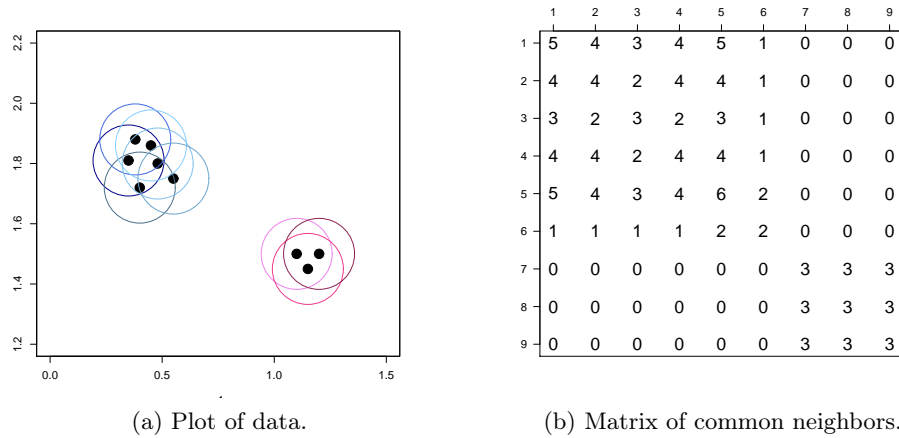 1 2 3 4 5 6 7 8 9
2.2
2.0
1.8
1.6
1.4
1.2
0.0 0.5 1.0 1.5
1 5 4 3 4 5 1 0 0 0
2 4 4 2 4 4 1 0 0 0
3 3 2 3 2 3 1 0 0 0
4 4 4 2 4 4 1 0 0 0
5 5 4 3 4 6 2 0 0 0
6 1 1 1 1 2 2 0 0 0
7 0 0 0 0 0 0 3 3 3
8 0 0 0 0 0 0 3 3 3
9 0 0 0 0 0 0 3 3 3
(a) Plot of data.
(b) Matrix of common neighbors.